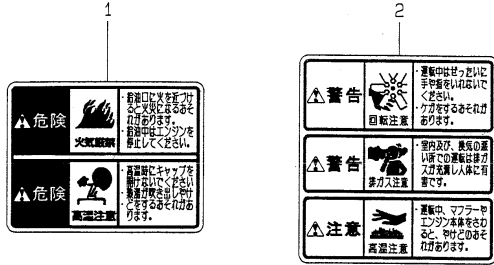 1
危険
火気厳禁
・給油口に火を近づけ
ると火災になるおそ
れがあります。
・給油中はエンジンを
停止してください。
危険
高温注意
・高温時にキャップを
開けないでください
蒸気が吹き出しやけ
どをするおそれがあ
ります。
2
警告
回転注意
・運転中はぜったいに
手や指をいれないで
ください。
・ケガをするおそれが
あります。
警告
排ガス注意
・室内及び、換気の悪
い所での運転は排ガ
スが充満し人体に有
害です。
注意
高温注意
・運転中、マフラーや
エンジン本体をさわ
ると、やけどのおそ
れがあります。